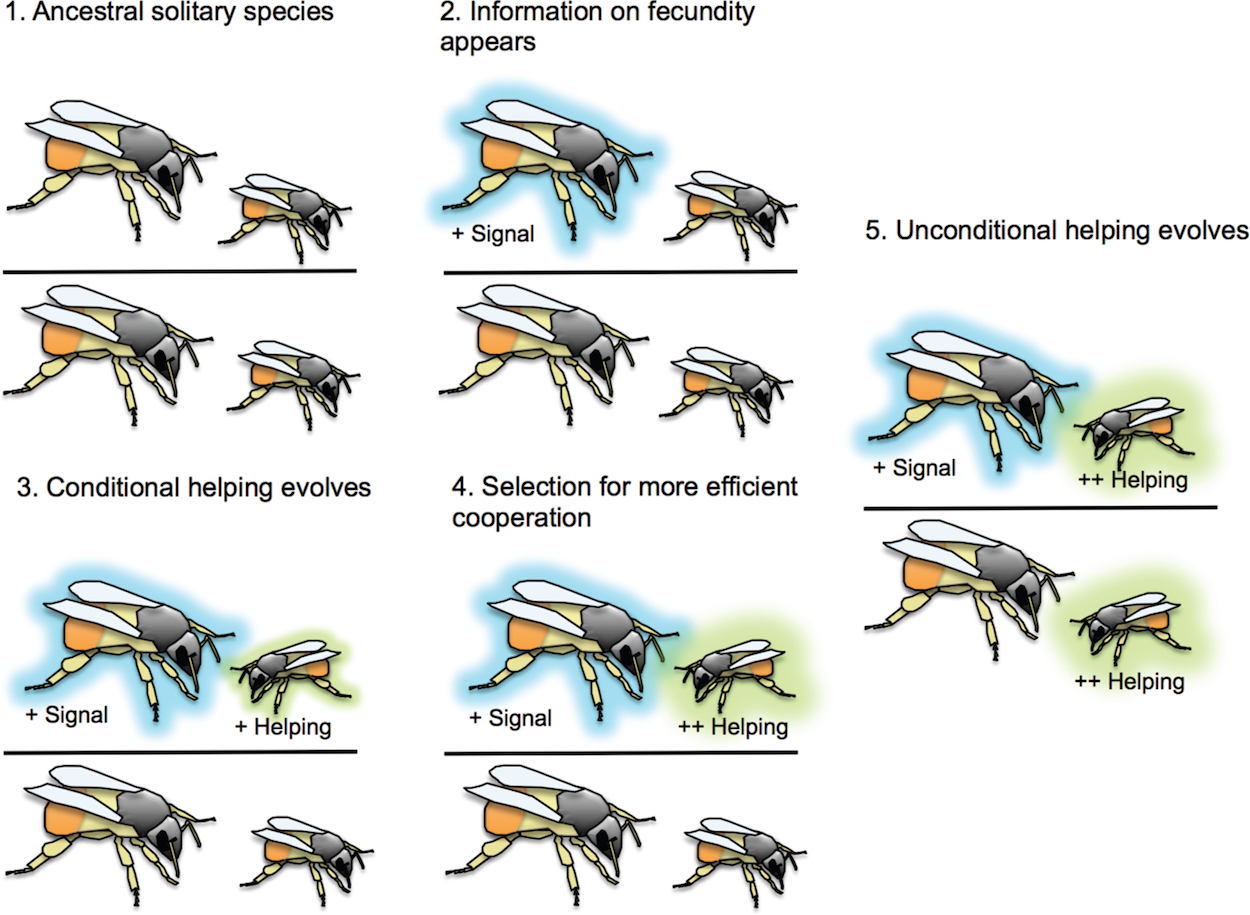 1. Ancestral solitary species
2. Information on fecundity
appears
+ Signal
3. Conditional helping evolves
+ Signal
+ Helping
4. Selection for more efficient
cooperation
+ Signal
++ Helping
5. Unconditional helping evolves
+ Signal
++ Helping
++ Helping